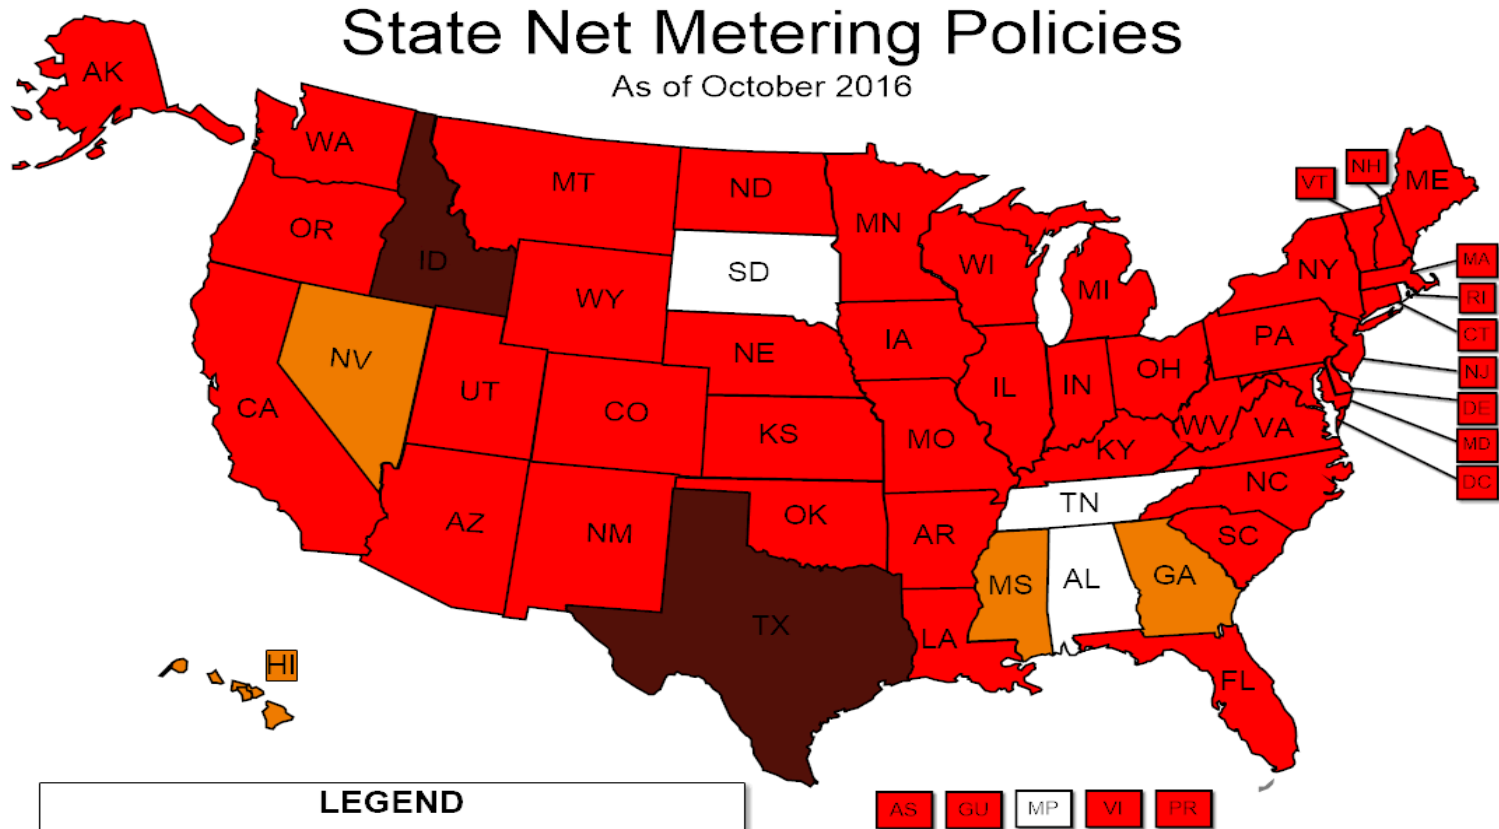 State Net Metering Policies
As of October 2016
AK
WA
MT
ND
MN
VT
NH
ME
OR
ID
SD
WI
MI
NY
MA
RI
CT
WY
NE
IA
PA
NJ
NV
UT
CO
IL
IN
OH
DE
CA
KS
MO
KY
WV
VA
MD
DC
AZ
NM
OK
AR
TN
NC
SC
MS
AL
GA
TX
LA
HI
FL
LEGEND
AS
GU
MP
VI
PR